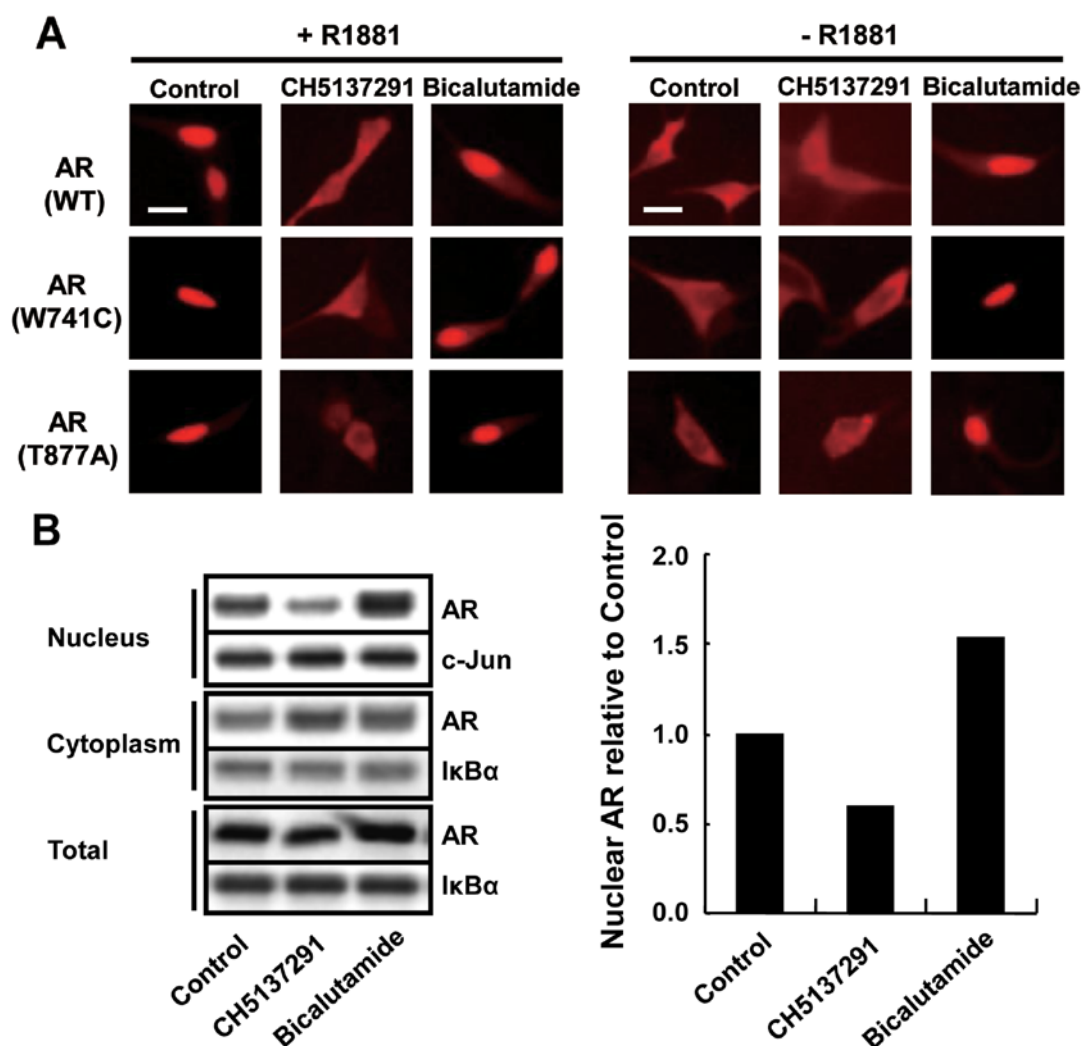 A
+ R1881
- R1881
Control CH5137291 Bicalutamide
Control CH5137291 Bicalutamide
AR
(WT)
AR
(W741C)
AR
(T877A)
B
Nucleus
AR
c-Jun
Cytoplasm
AR
IκBα
Total
AR
IκBα
Control
CH5137291
Bicalutamide
Nuclear AR relative to Control
2.0
1.5
1.0
0.5
0.0
Control
CH5137291
Bicalutamide